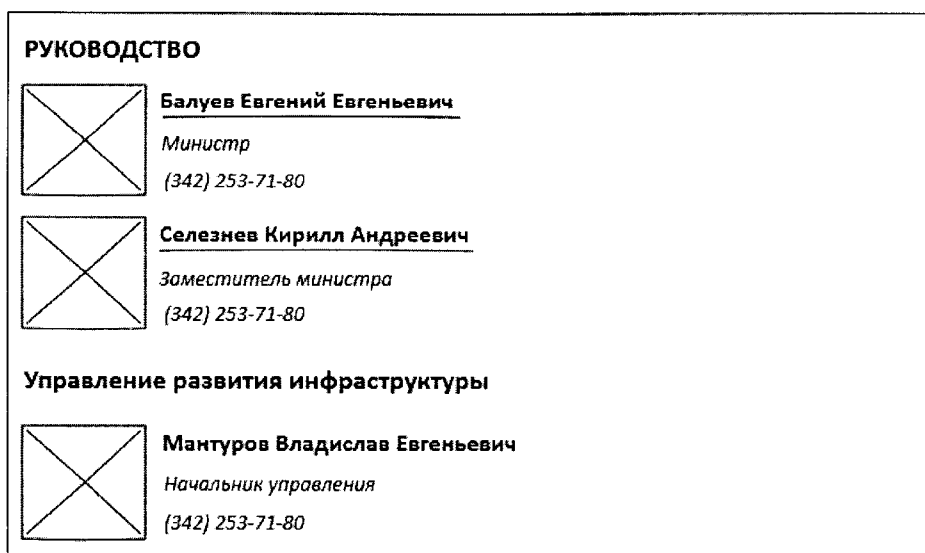 РУКОВОДСТВО
Балуев Евгений Евгеньевич
Министр
(342) 253-71-80
Селезнев Кирилл Андреевич
Заместитель министра
(342) 253-71-80
Управление развития инфраструктуры
Мантуров Владислав Евгеньевич
Начальник управления
(342) 253-71-80